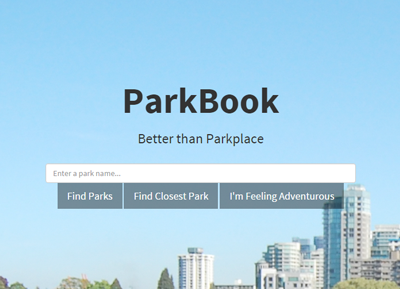 ParkBook
Better than Parkplace
Enter a park name...
Find Parks Find Closest Park I'm Feeling Adventurous